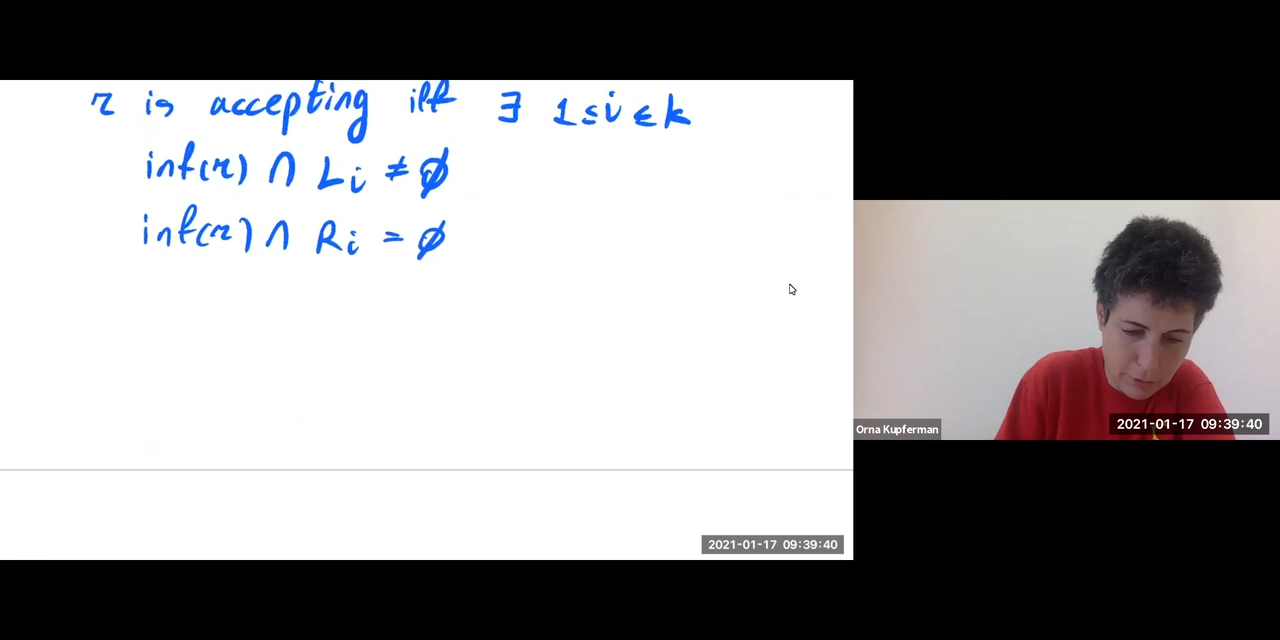 r is accepting iff ∃ 1≤i≤k
inf(r) ∩ Li ≠ ∅
inf(r) ∩ Ri = ∅
2021-01-17 09:39:40
Orna Kupferman
2021-01-17 09:39:40